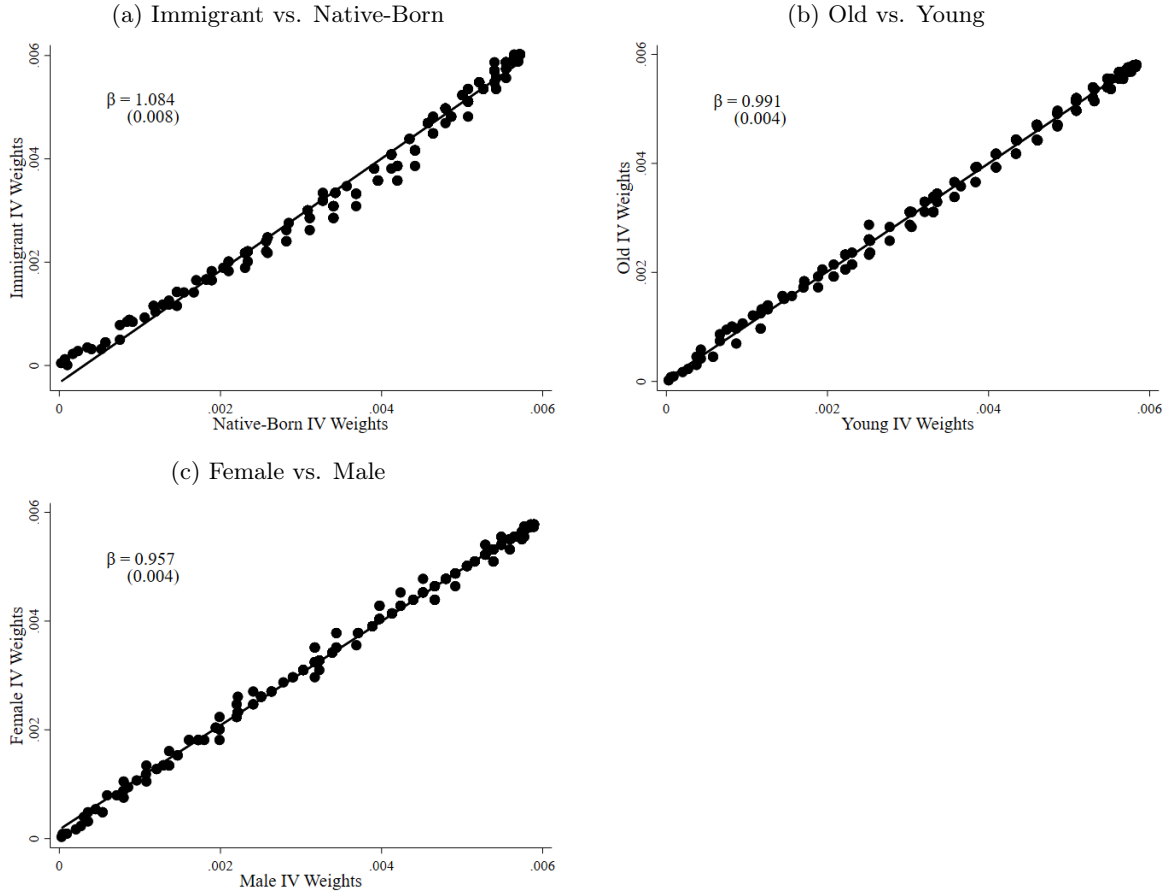 (a) Immigrant vs. Native-Born
Immigrant IV Weights
.006
.004
.002
0
β = 1.084
(0.008)
0 .002 .004 .006
Native-Born IV Weights
(b) Old vs. Young
Old IV Weights
.006
.004
.002
0
β = 0.991
(0.004)
0 .002 .004 .006
Young IV Weights
(c) Female vs. Male
Female IV Weights
.006
.004
.002
0
β = 0.957
(0.004)
0 .002 .004 .006
Male IV Weights